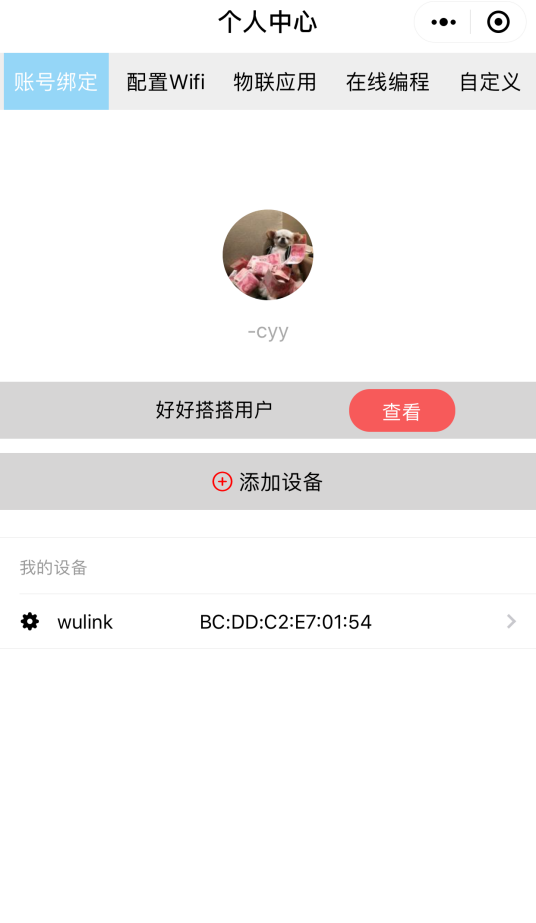 个人中心
账号绑定 配置Wifi 物联应用 在线编程 自定义
-cyy
好好搭搭用户 查看
添加设备
我的设备
wulink BC:DD:C2:E7:01:54